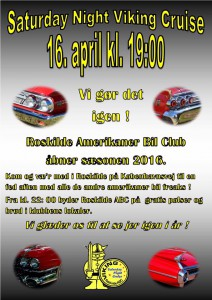 Saturday Night Viking Cruise
16. april kl. 19:00
Vi gør det
igen !
Roskilde Amerikaner Bil Club
åbner sæsonen 2016.
Kom og vær'r med i Roskilde på Københavnsvej til en
fed aften med alle de andre amerikaner bil freaks !
Fra kl. 22: 00 byder Roskilde ABC på gratis pølser og
brød i klubbens lokaler.
Vi glæder os til at se jer igen i år !
VIKING